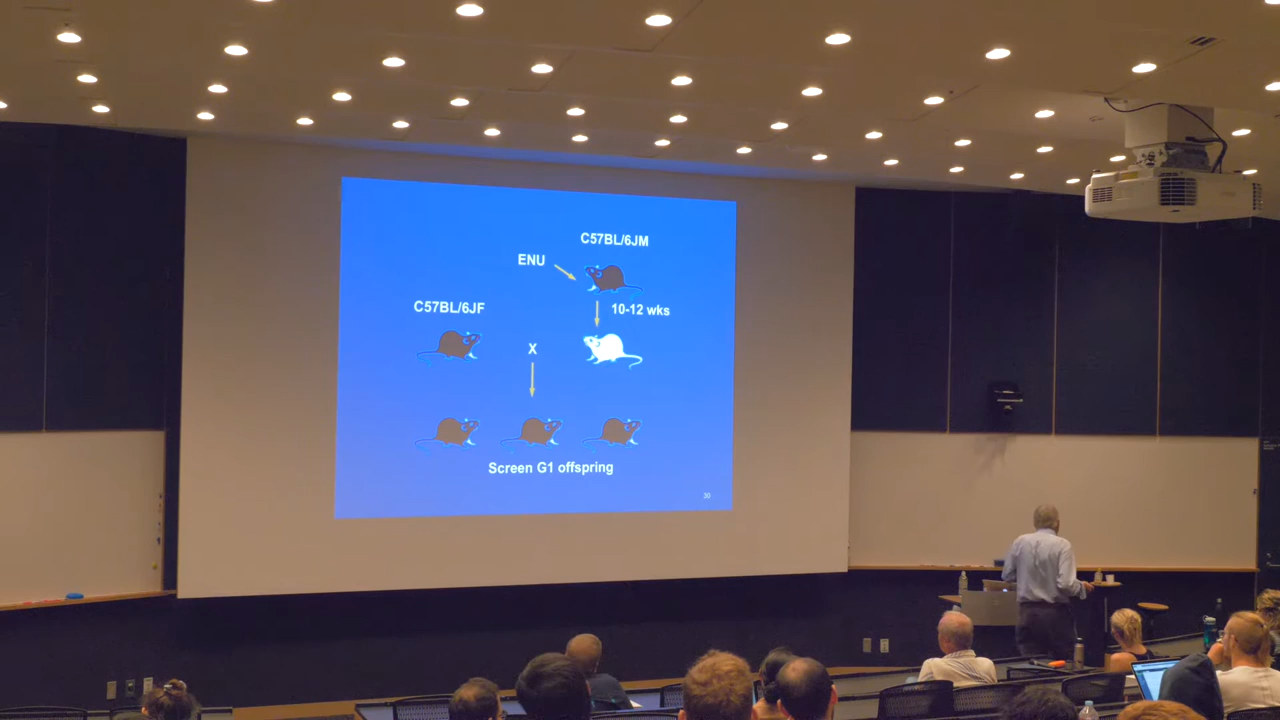 C57BL/6JM
ENU
10-12 wks
C57BL/6JF
X
Screen G1 offspring
30